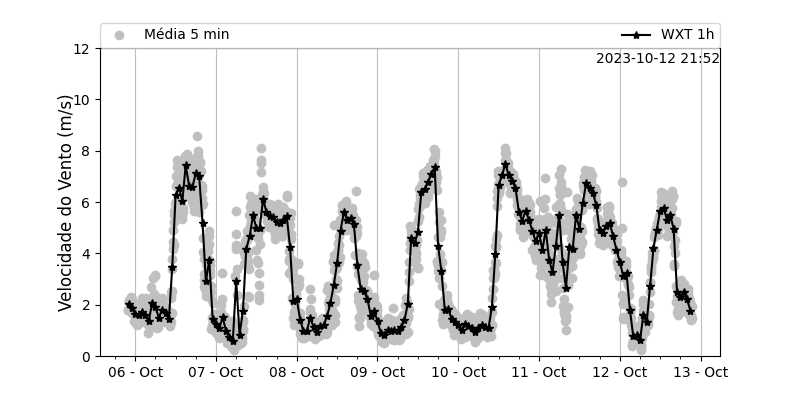 Média 5 min
WXT 1h
2023-10-12 21:52
Velocidade do Vento (m/s)
12
10
8
6
4
2
0
06 - Oct 07 - Oct 08 - Oct 09 - Oct 10 - Oct 11 - Oct 12 - Oct 13 - Oct